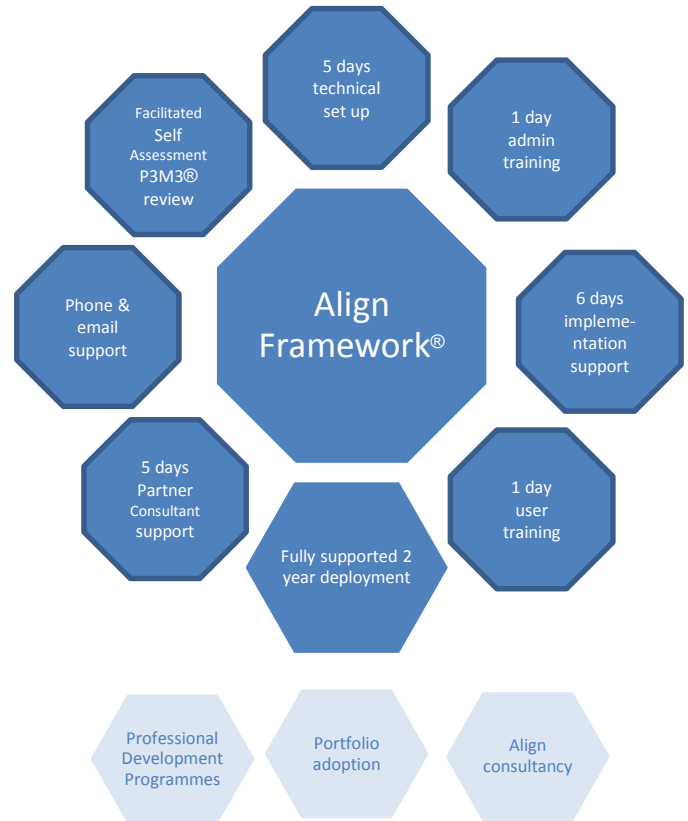 5 days
technical
set up
Facilitated
Self
Assessment
P3M3®
review
1 day
admin
training
Align
Framework®
Phone &
email
support
6 days
impleme-
ntation
support
5 days
Partner
Consultant
support
1 day
user
training
Fully supported 2
year deployment
Professional
Development
Programmes
Portfolio
adoption
Align
consultancy